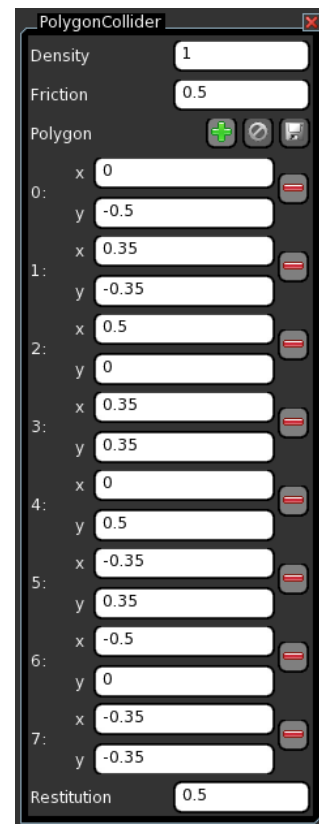 PolygonCollider
Density 1
Friction 0.5
Polygon
0: x 0
y -0.5
1: x 0.35
y -0.35
2: x 0.5
y 0
3: x 0.35
y 0.35
4: x 0
y 0.5
5: x -0.35
y 0.35
6: x -0.5
y 0
7: x -0.35
y -0.35
Restitution 0.5